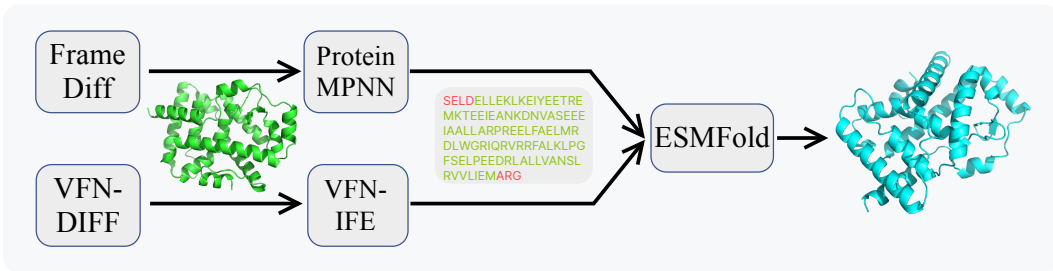 Frame
Diff
Protein
MPNN
SELDELLEKLKEIYEETRE
MKTEEIEANKDNVASEEE
IAALLARPREELFAELMR
DLWGRIQRVRRFALKLPG
FSELPEEDRLALLVANSL
RVVLIEMARG
ESMFold
VFN-
DIFF
VFN-
IFE